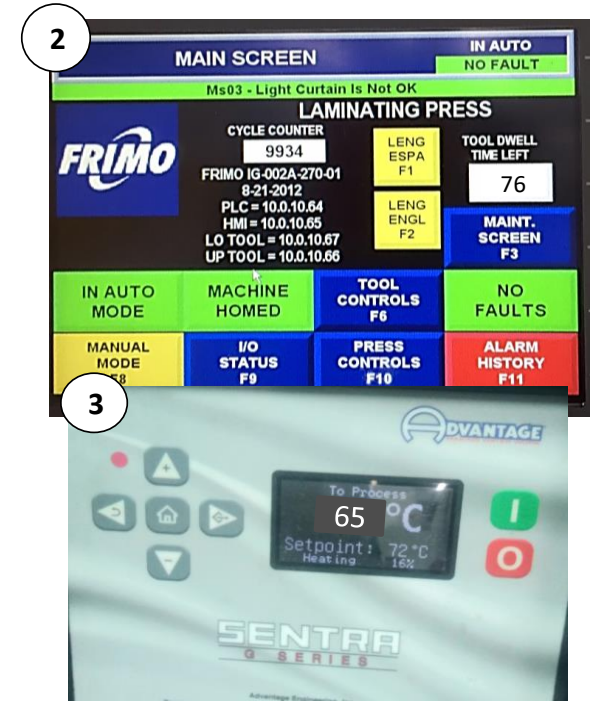 2
MAIN SCREEN
IN AUTO
NO FAULT
Ms03 - Light Curtain Is Not OK
LAMINATING PRESS
FRIMO
CYCLE COUNTER
9934
FRIMO IG-002A-270-01
8-21-2012
PLC = 10.0.10.64
HMI = 10.0.10.65
LO TOOL = 10.0.10.67
UP TOOL = 10.0.10.66
LENG
ESPA
F1
LENG
ENGL
F2
TOOL DWELL
TIME LEFT
76
MAINT.
SCREEN
F3
IN AUTO
MODE
MACHINE
HOMED
TOOL
CONTROLS
F6
NO
FAULTS
MANUAL
MODE
F8
I/O
STATUS
F9
PRESS
CONTROLS
F10
ALARM
HISTORY
F11
3
ADVANTAGE
To Process
65 °C
Setpoint: 72°C
Heating 16%
+
-
I
O
SENTRA
G SERIES
Advantage Engineering,